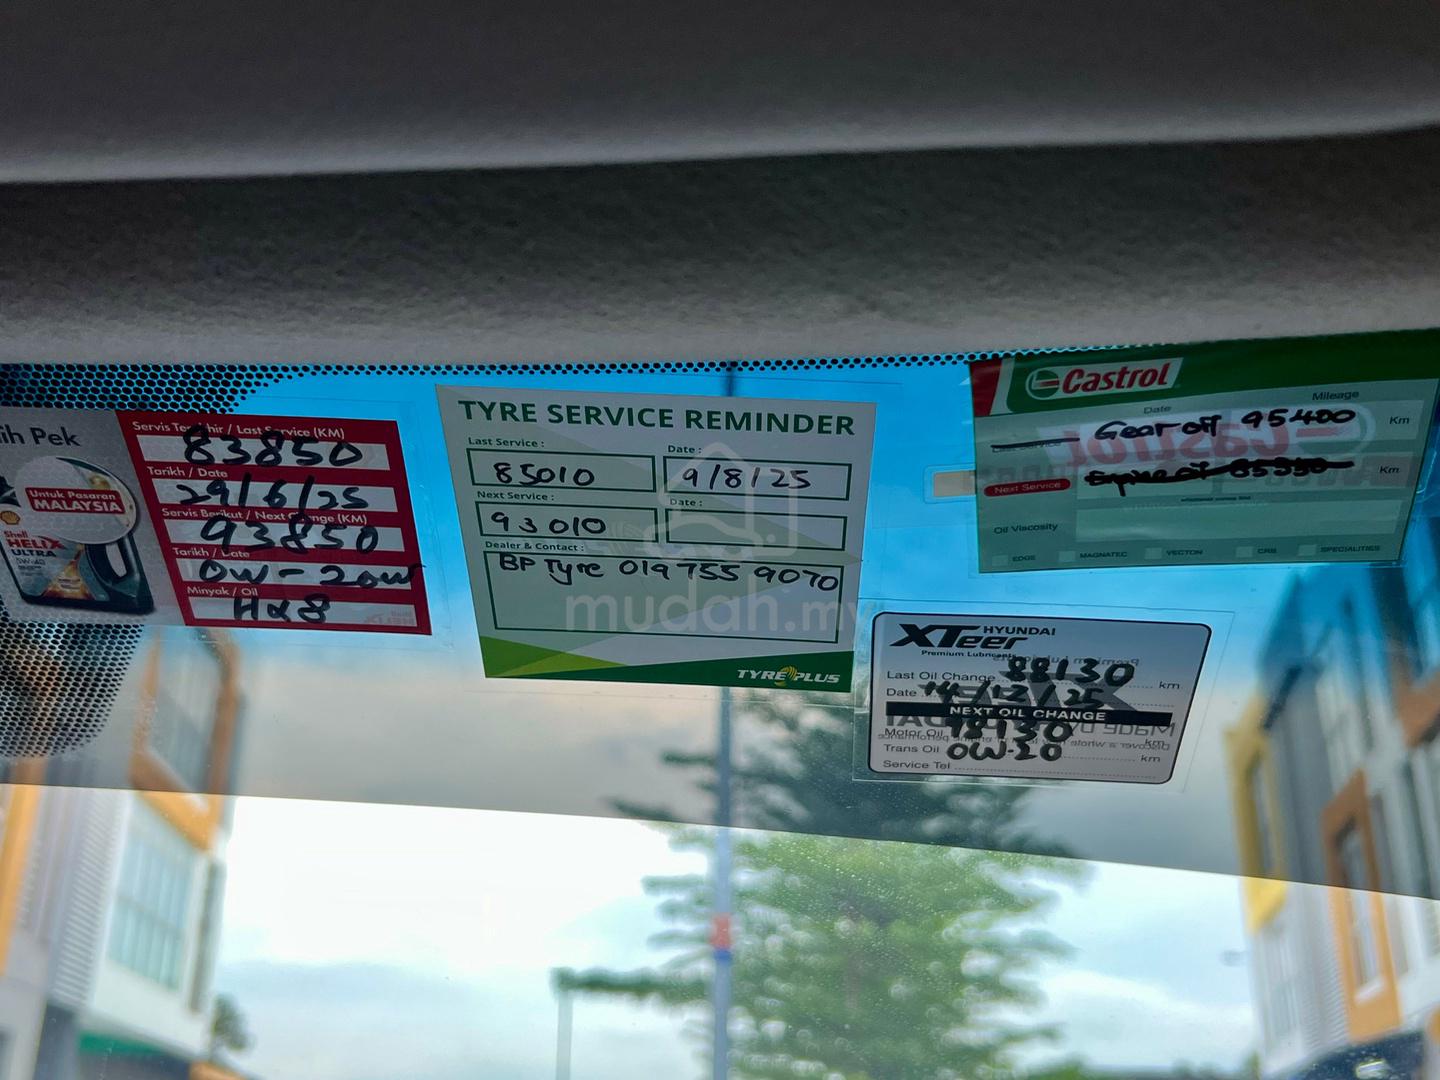 ih Pek
Untuk Pasaran
MALAYSIA
Shell
HELIX
ULTRA
5W-40
Servis Terakhir / Last Service (KM)
83850
Tarikh / Date
29/6/25
Servis Berikut / Next Change (KM)
93850
Tarikh / Date
0W-20W
Minyak / Oil
HX8
TYRE SERVICE REMINDER
Last Service :
85010
Date :
9/8/25
Next Service :
93010
Date :
Dealer & Contact :
BP Tyre 019 755 9070
TYREPLUS
mudah.my
Castrol
Date
Mileage
Gear oil 95400 Km
Next Service
85350 Km
Oil Viscosity
EDGE
MAGNATEC
VECTON
CRB
SPECIALITIES
HYUNDAI
XTeer
Premium Lubricants
Last Oil Change 88130 km
Date 14/12/25
NEXT OIL CHANGE
Motor Oil 98130 km
Trans Oil 0W-20 km
Service Tel